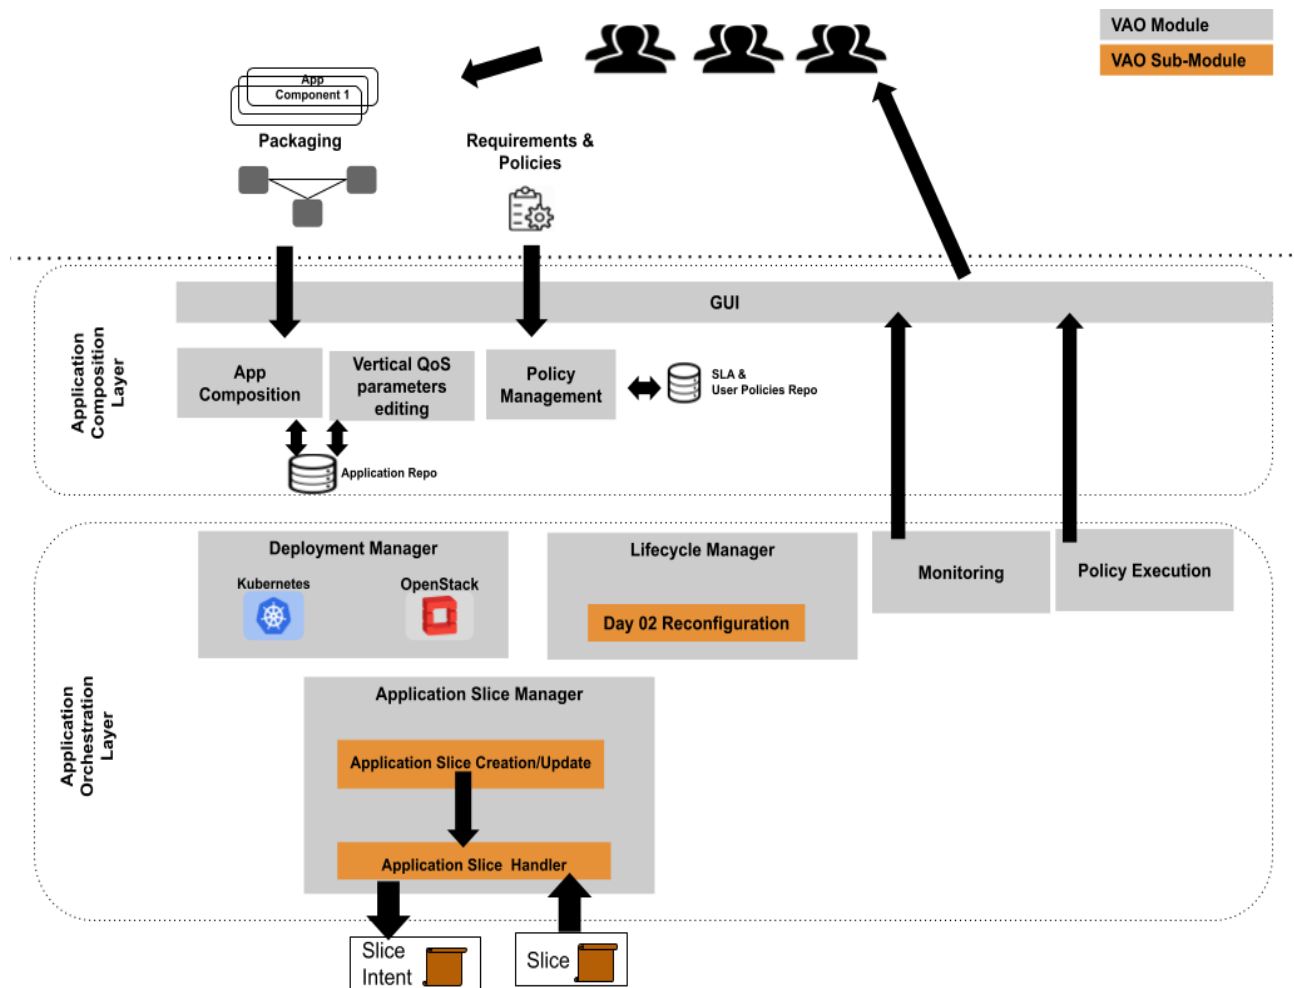 VAO Module
VAO Sub-Module
App
Component 1
Packaging
Requirements &
Policies
GUI
Application
Composition
Layer
App
Composition
Vertical QoS
parameters
editing
Policy
Management
SLA &
User Policies Repo
Application Repo
Deployment Manager
Kubernetes
OpenStack
Lifecycle Manager
Day 02 Reconfiguration
Monitoring
Policy Execution
Application
Orchestration
Layer
Application Slice Manager
Application Slice Creation/Update
Application Slice Handler
Slice
Intent
Slice